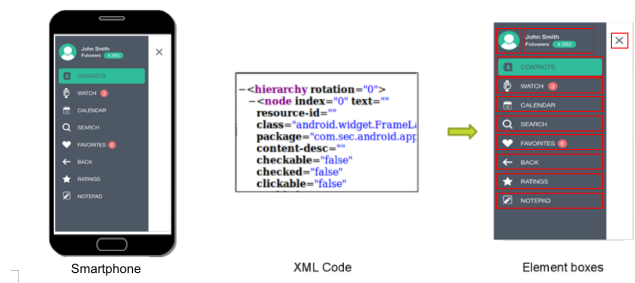 John Smith
Folowers 4.583
CONTACTS
WATCH 3
CALENDAR
SEARCH
FAVORITES 6
BACK
RATINGS
NOTEPAD
Smartphone
−<hierarchy rotation="0">
−<node index="0" text=""
resource-id=""
class="android.widget.FrameLa
package="com.sec.android.app
content-desc=""
checkable="false"
checked="false"
clickable="false"
XML Code
John Smith
Folowers 4.583
CONTACTS
WATCH 3
CALENDAR
SEARCH
FAVORITES 6
BACK
RATINGS
NOTEPAD
Element boxes